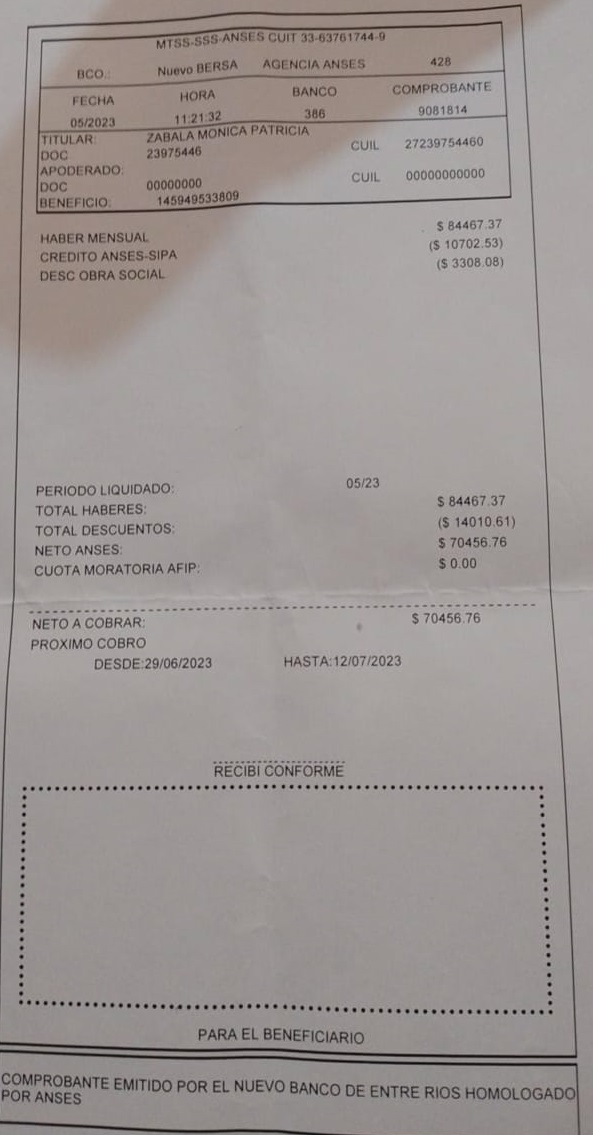 MTSS-SSS-ANSES CUIT 33-63761744-9
BCO.: Nuevo BERSA AGENCIA ANSES 428
FECHA HORA BANCO COMPROBANTE
05/2023 11:21:32 386 9081814
TITULAR: ZABALA MONICA PATRICIA
DOC 23975446 CUIL 27239754460
APODERADO:
DOC 00000000 CUIL 00000000000
BENEFICIO: 145949533809
HABER MENSUAL $ 84467.37
CREDITO ANSES-SIPA ($ 10702.53)
DESC OBRA SOCIAL ($ 3308.08)
PERIODO LIQUIDADO: 05/23
TOTAL HABERES: $ 84467.37
TOTAL DESCUENTOS: ($ 14010.61)
NETO ANSES: $ 70456.76
CUOTA MORATORIA AFIP: $ 0.00
NETO A COBRAR: $ 70456.76
PROXIMO COBRO
DESDE:29/06/2023 HASTA:12/07/2023
RECIBI CONFORME
PARA EL BENEFICIARIO
COMPROBANTE EMITIDO POR EL NUEVO BANCO DE ENTRE RIOS HOMOLOGADO
POR ANSES